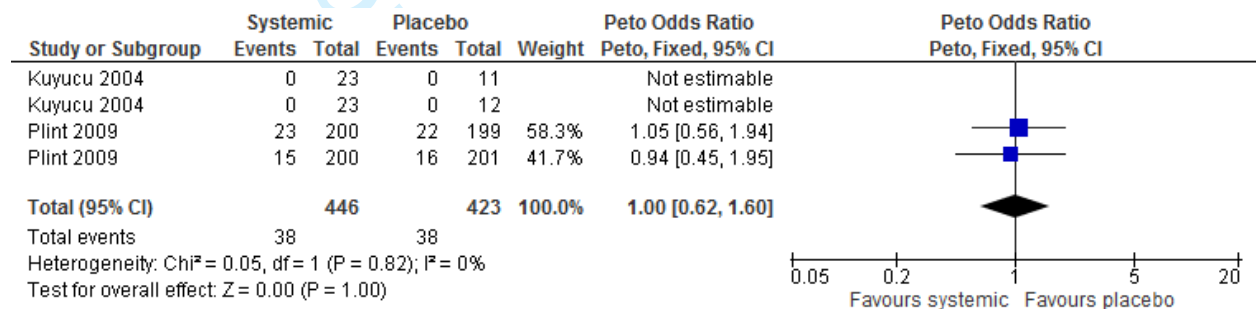 Systemic Placebo Peto Odds Ratio Peto Odds Ratio
Study or Subgroup Events Total Events Total Weight Peto, Fixed, 95% CI Peto, Fixed, 95% CI
Kuyucu 2004 0 23 0 11 Not estimable
Kuyucu 2004 0 23 0 12 Not estimable
Plint 2009 23 200 22 199 58.3% 1.05 [0.56, 1.94]
Plint 2009 15 200 16 201 41.7% 0.94 [0.45, 1.95]
Total (95% CI) 446 423 100.0% 1.00 [0.62, 1.60]
Total events 38 38
Heterogeneity: Chi² = 0.05, df = 1 (P = 0.82); I² = 0%
Test for overall effect: Z = 0.00 (P = 1.00)
0.05 0.2 1 5 20
Favours systemic Favours placebo